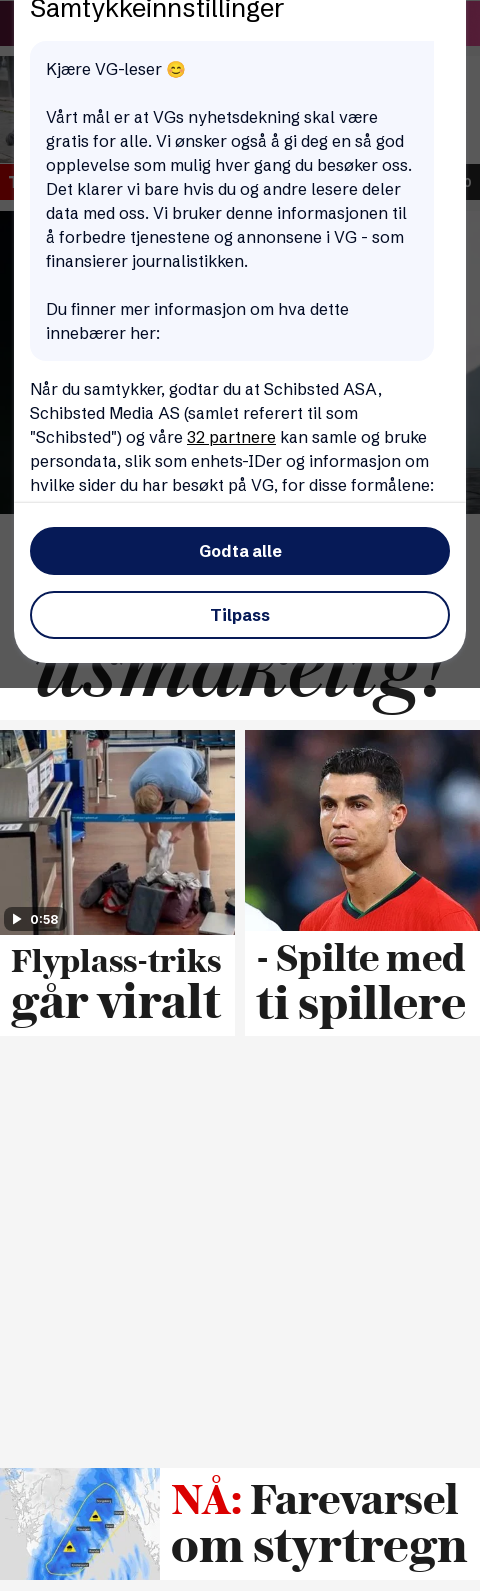 Samtykkeinnstillinger
Kjære VG-leser 😊
Vårt mål er at VGs nyhetsdekning skal være
gratis for alle. Vi ønsker også å gi deg en så god
opplevelse som mulig hver gang du besøker oss.
Det klarer vi bare hvis du og andre lesere deler
data med oss. Vi bruker denne informasjonen til
å forbedre tjenestene og annonsene i VG - som
finansierer journalistikken.
Du finner mer informasjon om hva dette
innebærer her:
Når du samtykker, godtar du at Schibsted ASA,
Schibsted Media AS (samlet referert til som
"Schibsted") og våre 32 partnere kan samle og bruke
persondata, slik som enhets-IDer og informasjon om
hvilke sider du har besøkt på VG, for disse formålene:
Godta alle
Tilpass
usmakelig!
0:58
Flyplass-triks
går viralt
- Spilte med
ti spillere
NÅ: Farevarsel
om styrtregn